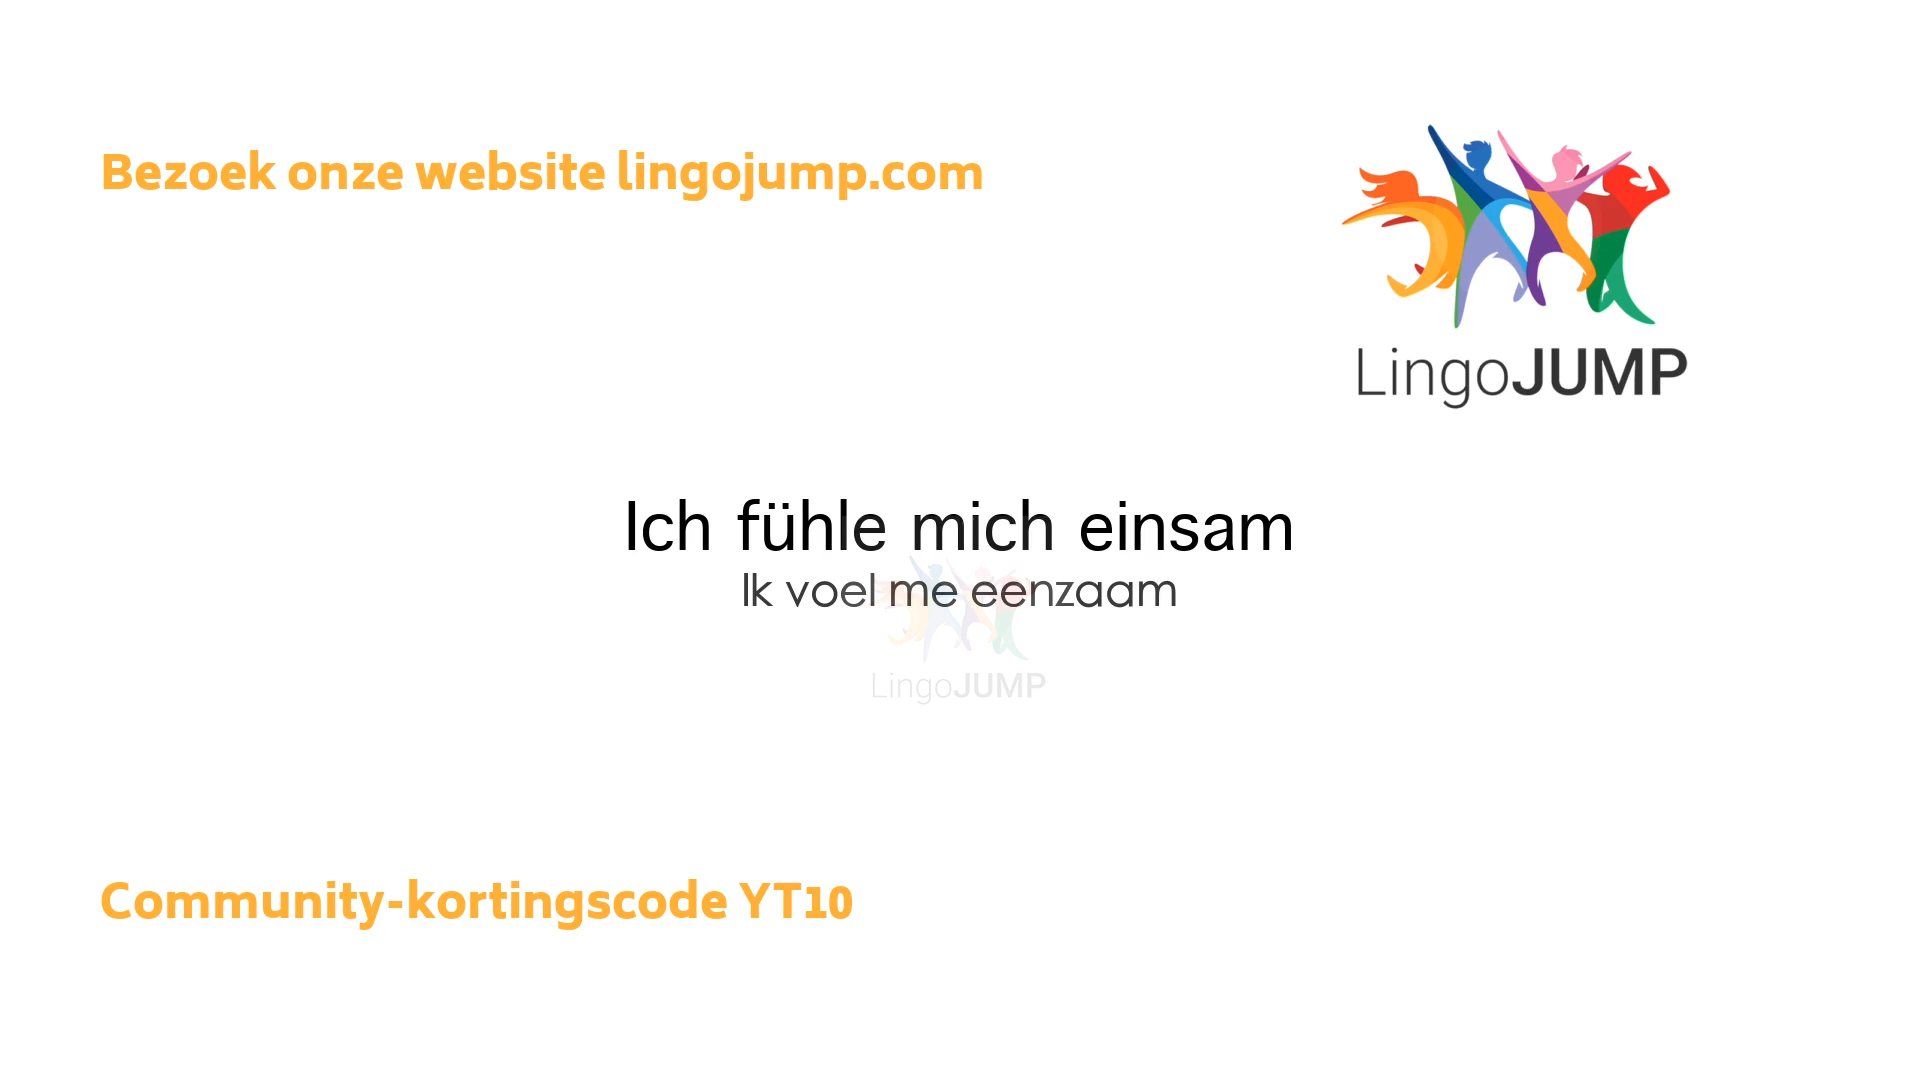 Bezoek onze website lingojump.com
LingoJUMP
Ich fühle mich einsam
Ik voel me eenzaam
LingoJUMP
Community-kortingscode YT10